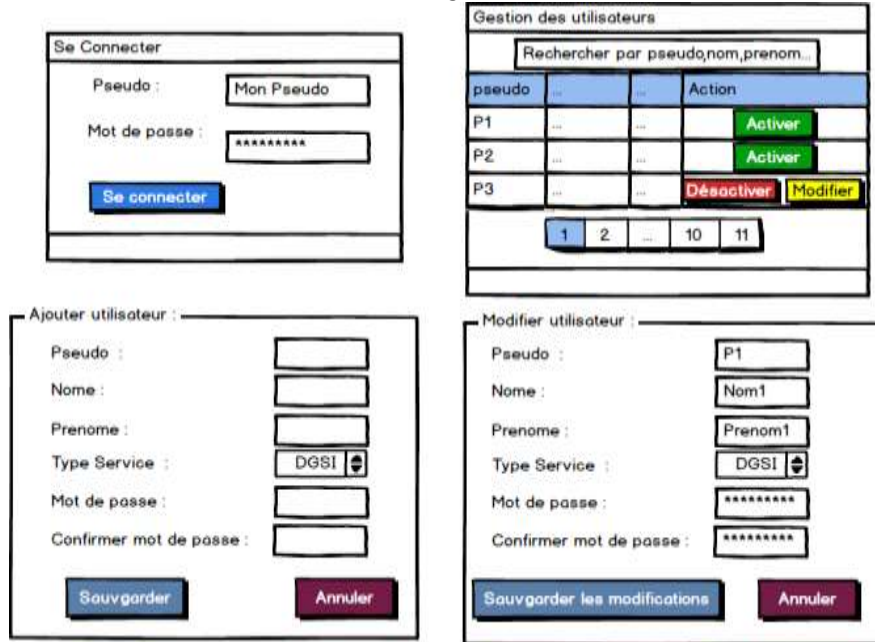 Se Connecter
Pseudo :
Mon Pseudo
Mot de passe :
*********
Se connecter
Gestion des utilisateurs
Rechercher par pseudo,nom,prenom...
pseudo ... ... Action
P1 ... ... Activer
P2 ... ... Activer
P3 ... ... Désactiver Modifier
1 2 ... 10 11
Ajouter utilisateur :
Pseudo :
Nome :
Prenome :
Type Service : DGSI
Mot de passe :
Confirmer mot de passe :
Sauvgarder Annuler
Modifier utilisateur :
Pseudo : P1
Nome : Nom1
Prenome : Prenom1
Type Service : DGSI
Mot de passe : *********
Confirmer mot de passe : *********
Sauvgarder les modifications Annuler